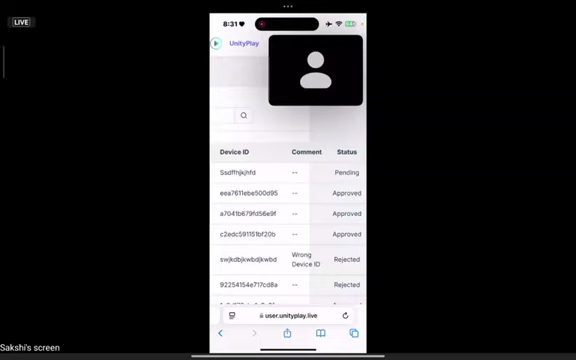 LIVE
8:31
UnityPlay
Device ID Comment Status
Ssdffhjkjhfd -- Pending
eea7611ebe500d95 -- Approved
a7041b679fd56e9f -- Approved
c2edc591151bf20b -- Approved
swjkdbjkwbdjkwbd Wrong Device ID Rejected
92254154e717cd8a -- Rejected
user.unityplay.live
Sakshi's screen